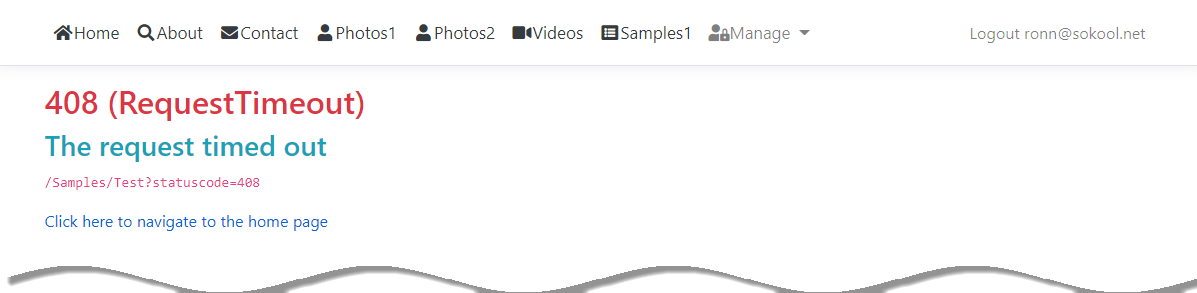 Home About Contact Photos1 Photos2 Videos Samples1 Manage Logout ronn@sokool.net
408 (RequestTimeout)
The request timed out
/Samples/Test?statuscode=408
Click here to navigate to the home page